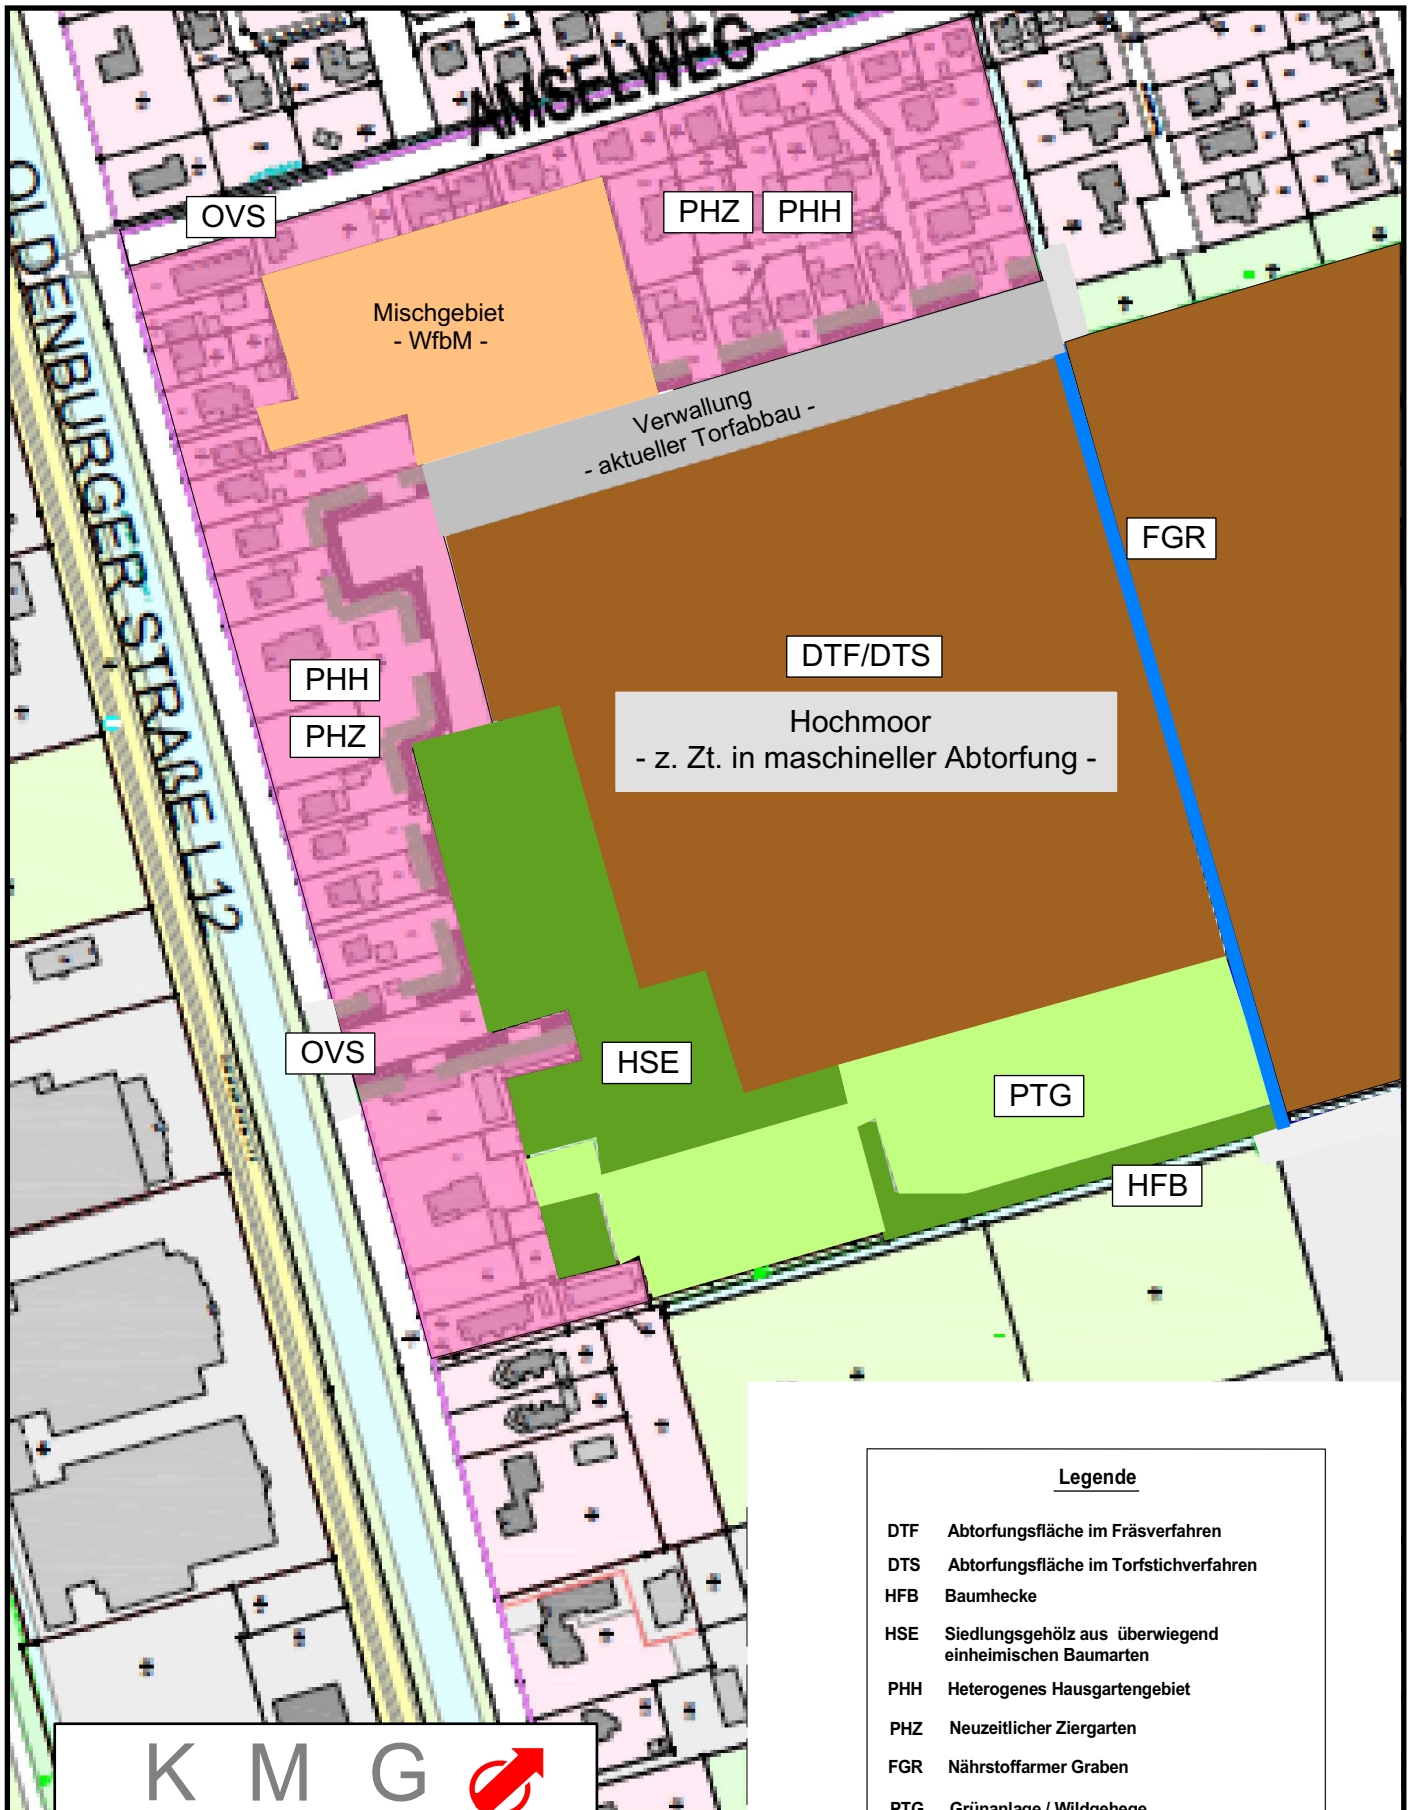 AMSELWEG
OVS
PHZ PHH
OLDENBURGER STRAßE L 12
Mischgebiet
- WfbM -
Verwallung
- aktueller Torfabbau -
FGR
DTF/DTS
PHH
Hochmoor
- z. Zt. in maschineller Abtorfung -
PHZ
OVS
HSE
PTG
HFB
Legende
DTF Abtorfungsfläche im Fräsverfahren
DTS Abtorfungsfläche im Torfstichverfahren
HFB Baumhecke
HSE Siedlungsgehölz aus überwiegend
einheimischen Baumarten
PHH Heterogenes Hausgartengebiet
PHZ Neuzeitlicher Ziergarten
FGR Nährstoffarmer Graben
PTG Grünanlage / Wildgehege
K M G